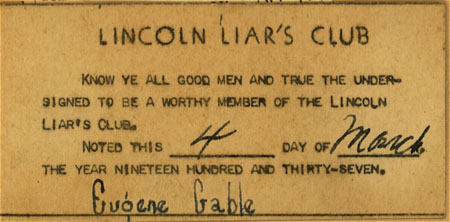 LINCOLN LIAR'S CLUB
KNOW YE ALL GOOD MEN AND TRUE THE UNDER-
SIGNED TO BE A WORTHY MEMBER OF THE LINCOLN
LIAR'S CLUB.
NOTED THIS 4 DAY OF March
THE YEAR NINETEEN HUNDRED AND THIRTY-SEVEN.
Eugene Gable